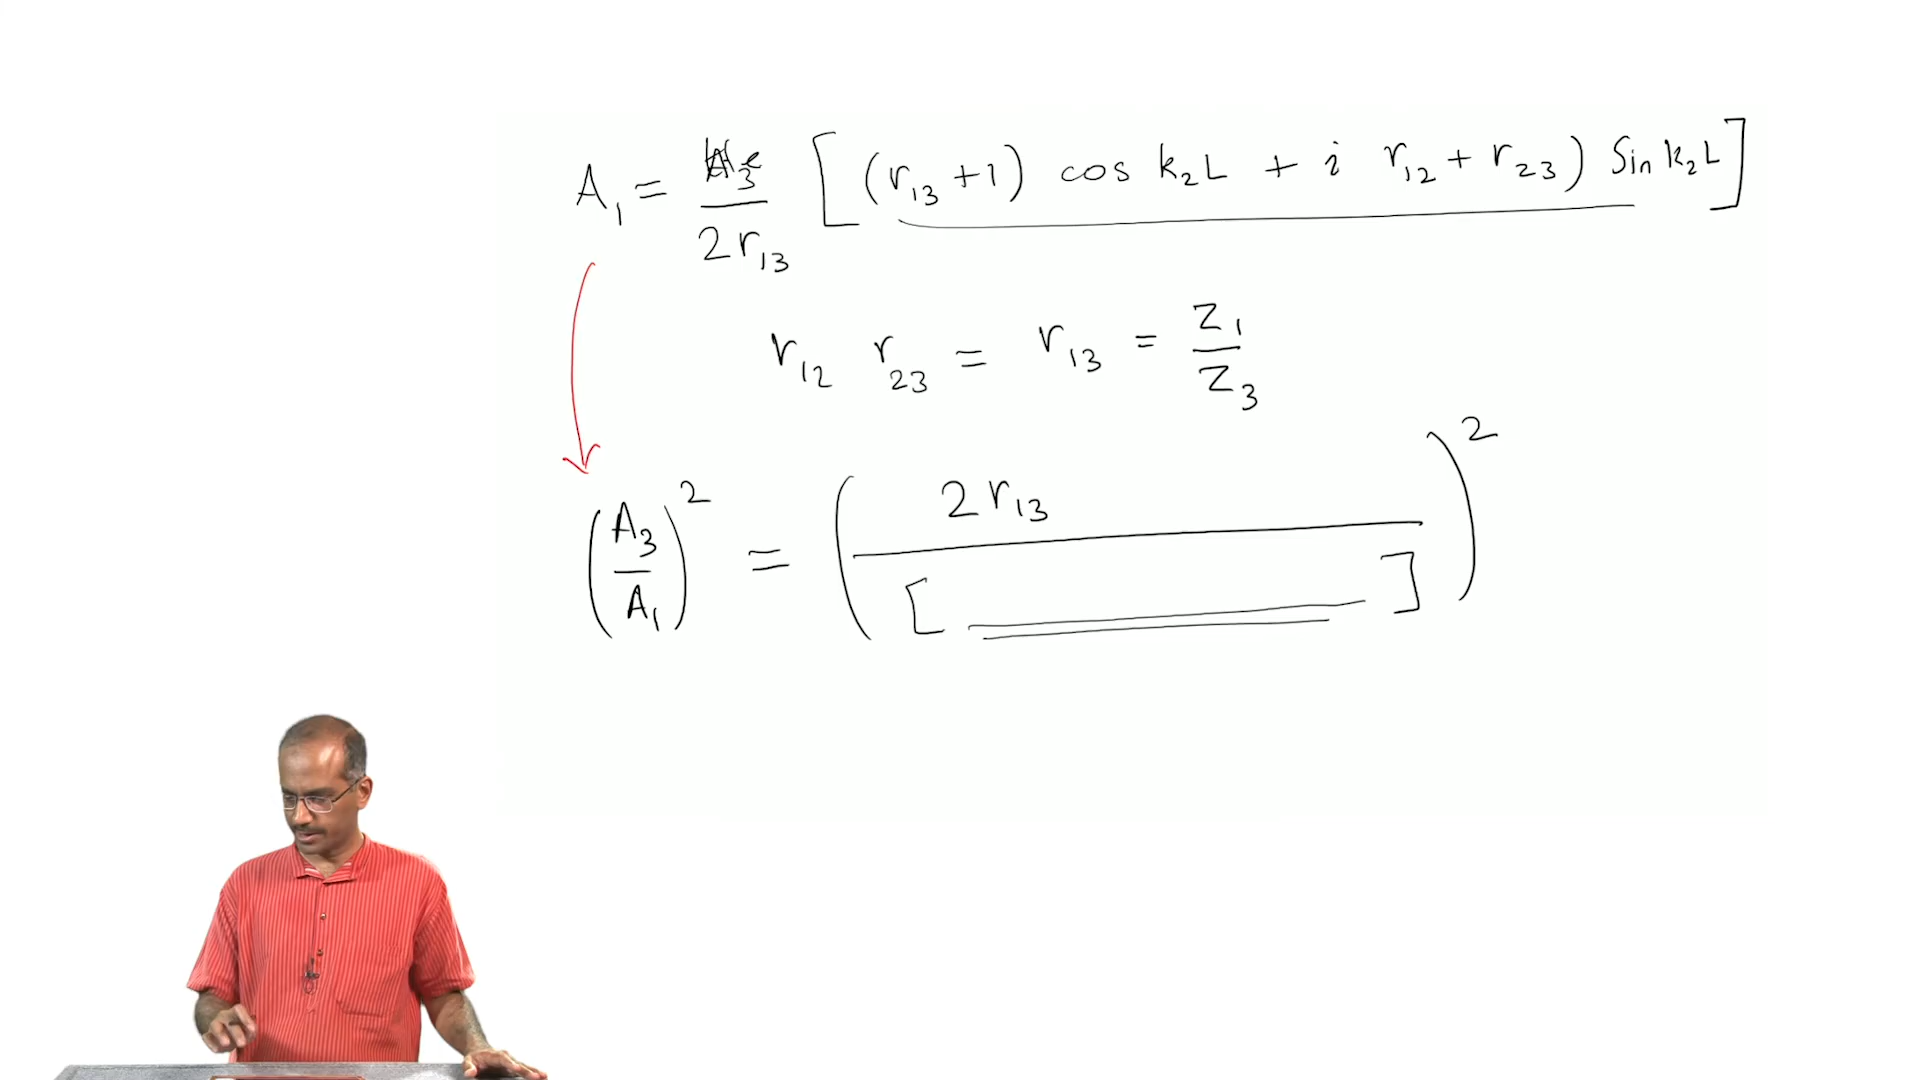 A₁ = A₃ / 2r₁₃ [ (r₁₃ + 1) cos k₂L + i r₁₂ + r₂₃) Sin k₂L ]
r₁₂ r₂₃ = r₁₃ = Z₁ / Z₃
(A₃ / A₁)² = ( 2r₁₃ / [ ] )²